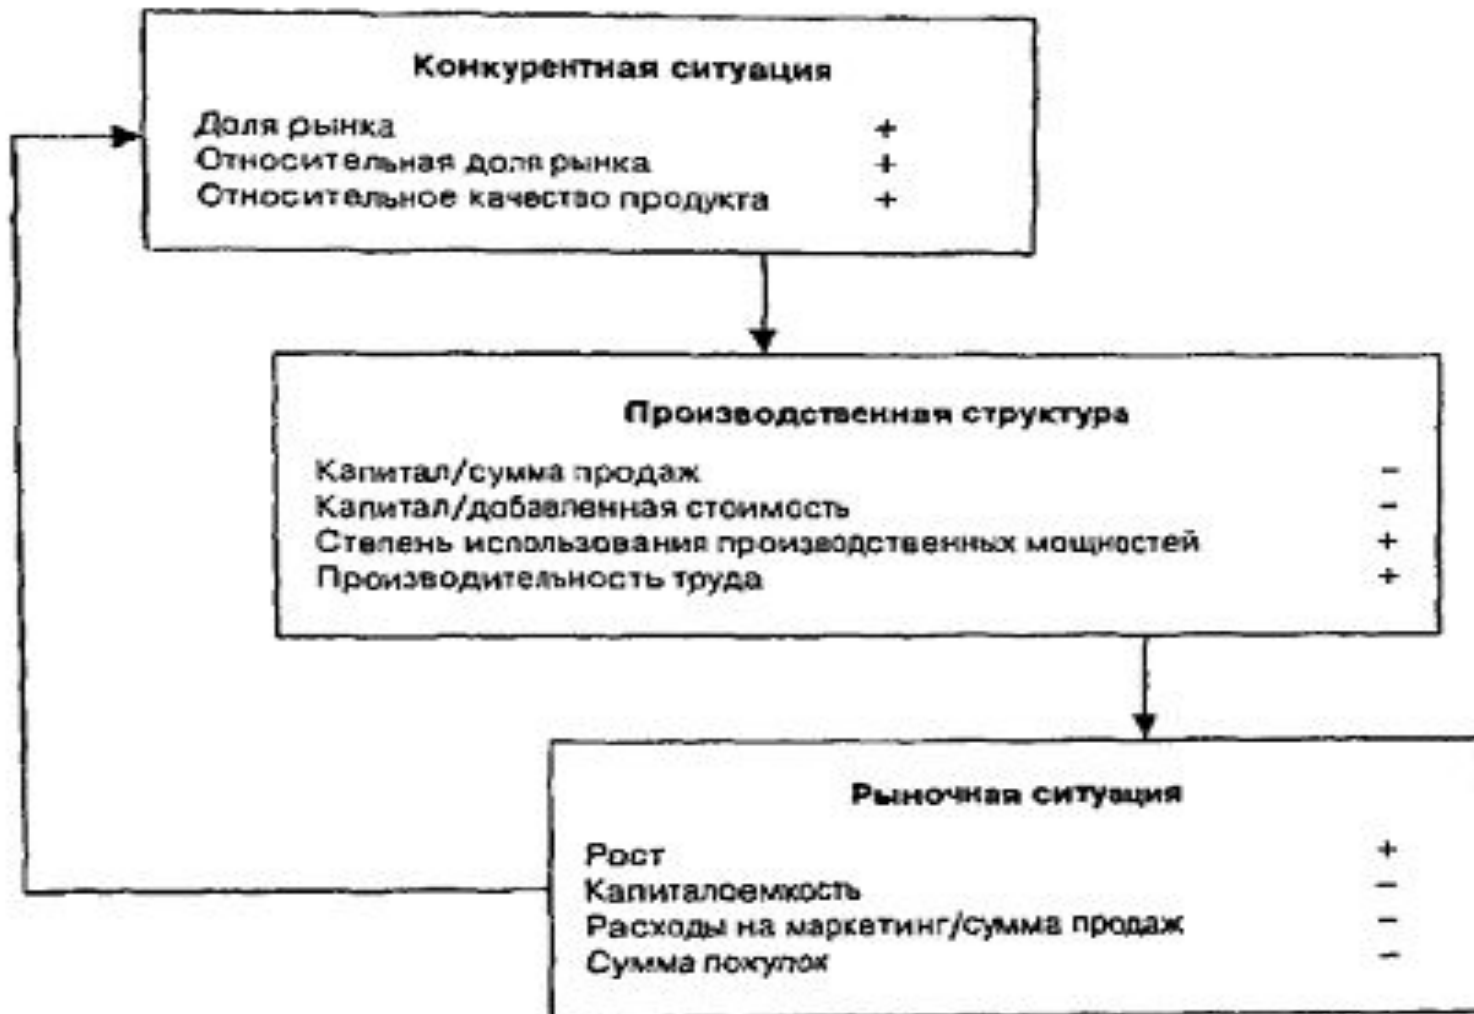 Конкурентная ситуация
Доля рынка +
Относительная доля рынка +
Относительное качество продукта +
Производственная структура
Капитал/сумма продаж –
Капитал/добавленная стоимость –
Степень использования производственных мощностей +
Производительность труда +
Рыночная ситуация
Рост +
Капиталоемкость –
Расходы на маркетинг/сумма продаж –
Сумма покупок –